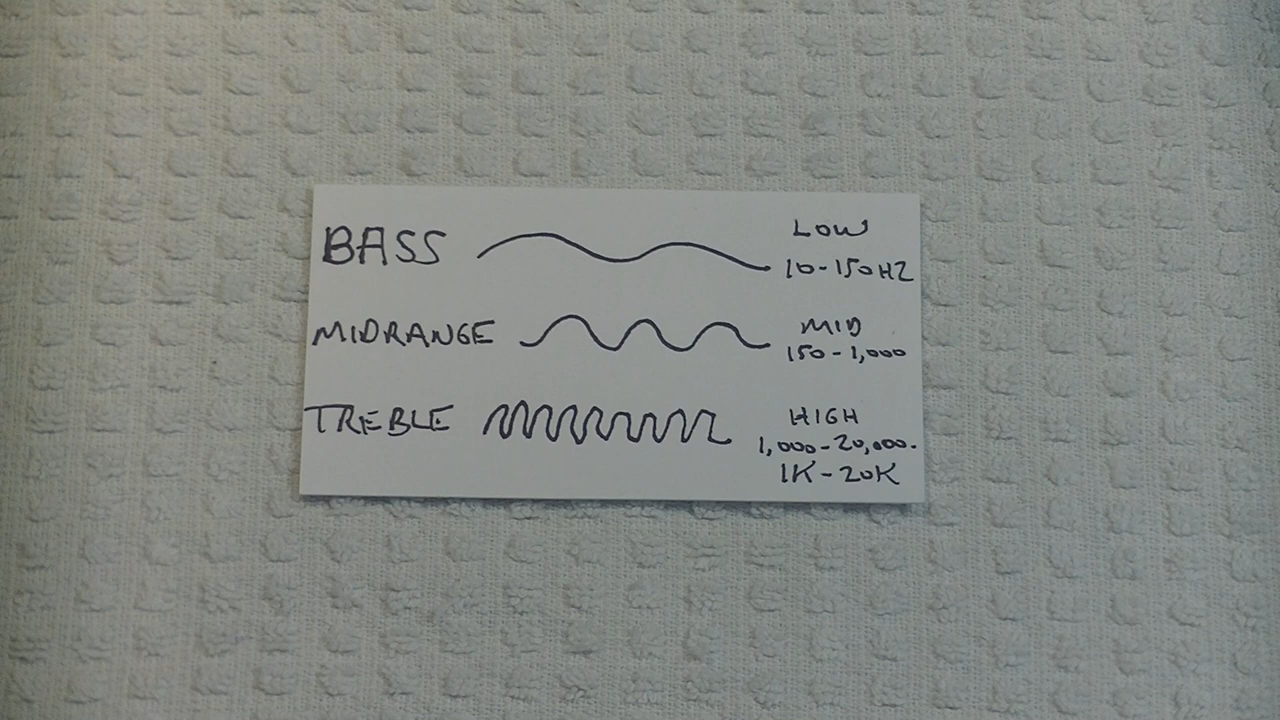 BASS LOW
10-150HZ
MIDRANGE MID
150-1,000
TREBLE HIGH
1,000-20,000.
1K-20K